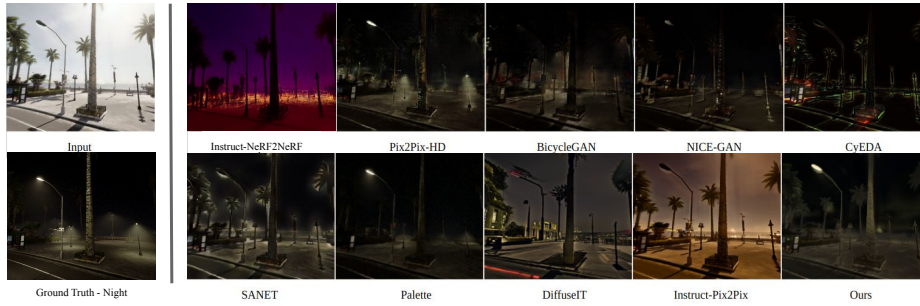 Input
Instruct-NeRF2NeRF
Pix2Pix-HD
BicycleGAN
NICE-GAN
CyEDA
Ground Truth - Night
SANET
Palette
DiffuseIT
Instruct-Pix2Pix
Ours